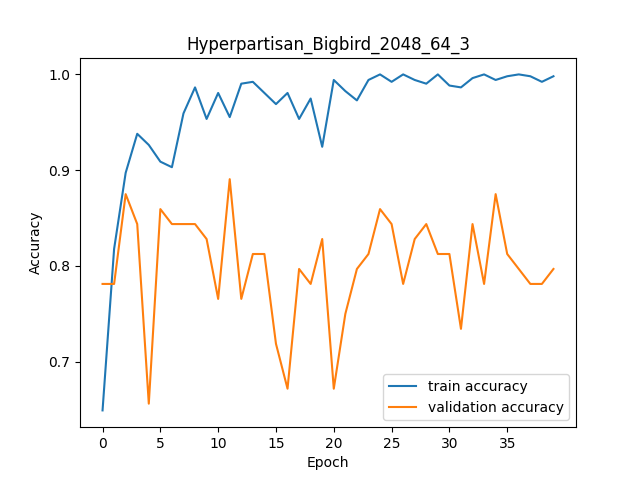 Hyperpartisan_Bigbird_2048_64_3
1.0
0.9
0.8
0.7
Accuracy
train accuracy
validation accuracy
0 5 10 15 20 25 30 35
Epoch